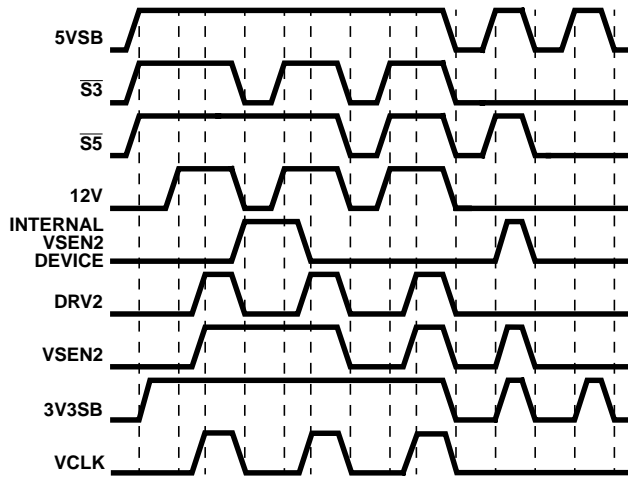 5VSB
S3
S5
12V
INTERNAL
VSEN2
DEVICE
DRV2
VSEN2
3V3SB
VCLK